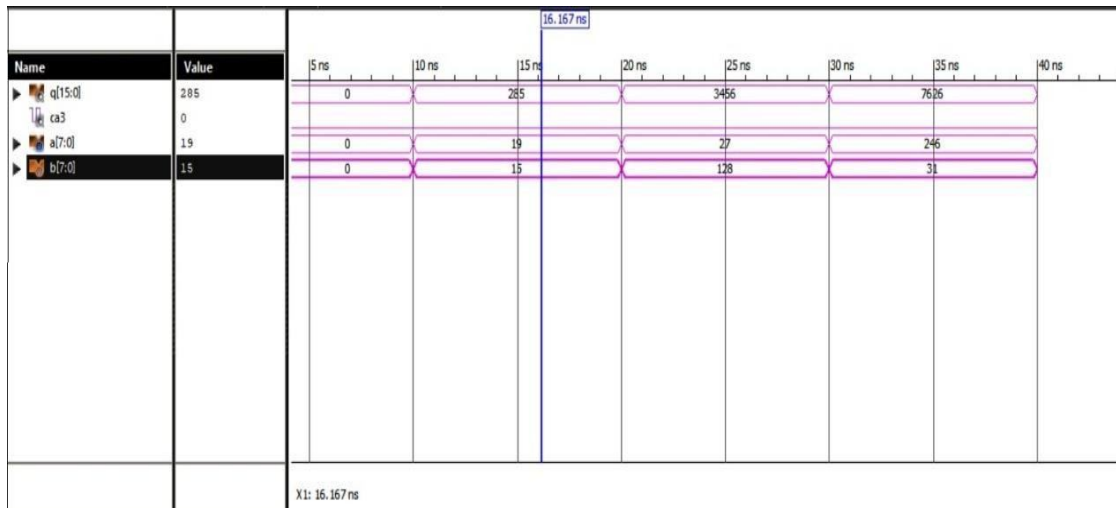 16.167 ns
Name Value 5 ns 10 ns 15 ns 20 ns 25 ns 30 ns 35 ns 40 ns
q[15:0] 285 0 285 3456 7626
ca3 0
a[7:0] 19 0 19 27 246
b[7:0] 15 0 15 128 31
X1: 16.167 ns